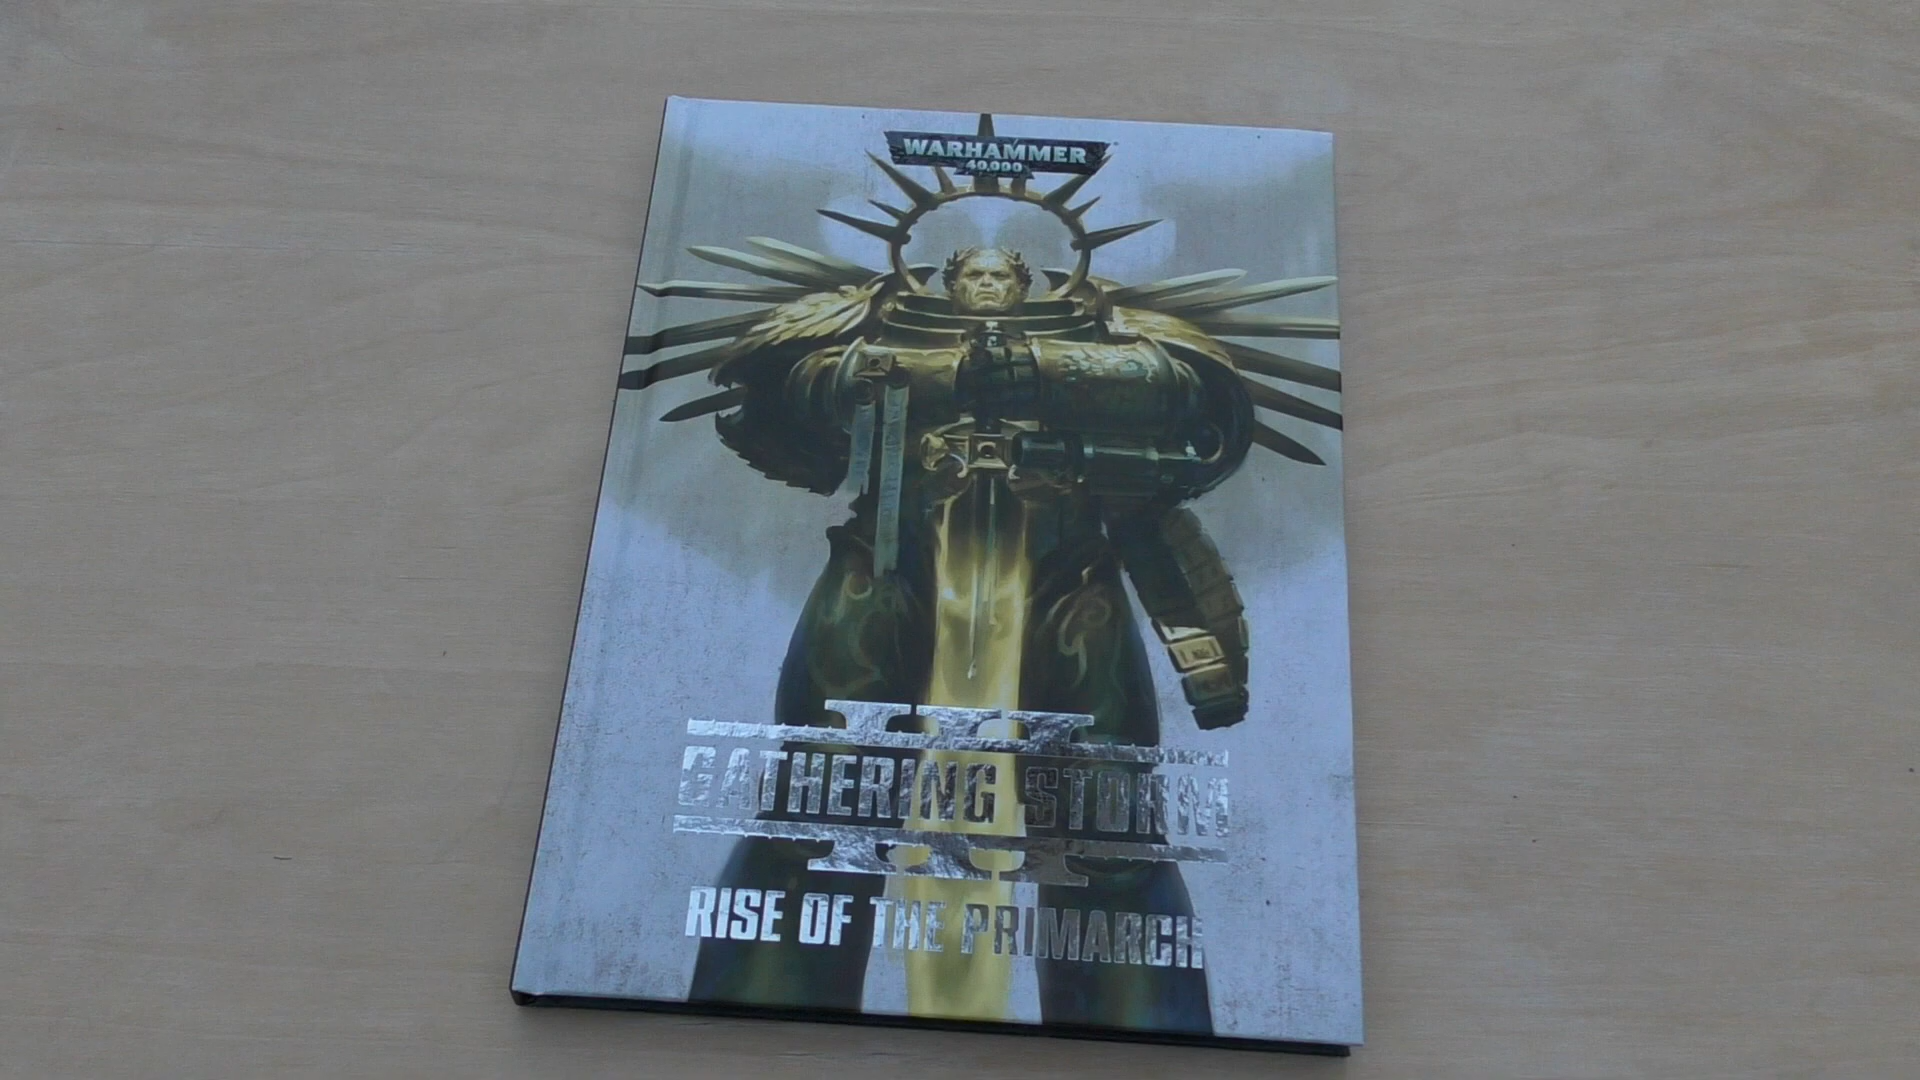 WARHAMMER
40,000
III
GATHERING STORM
RISE OF THE PRIMARCH